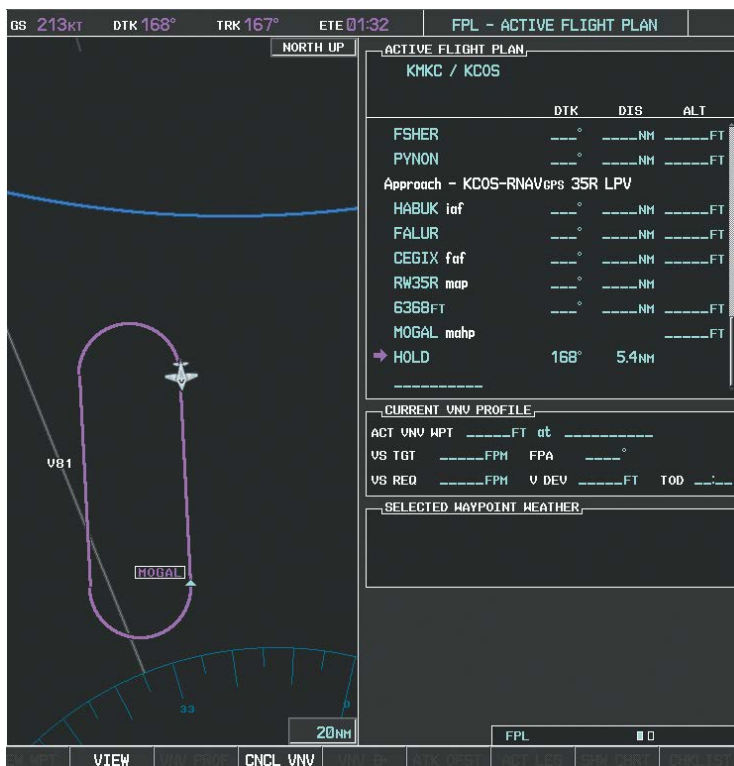 GS 213KT DTK 168° TRK 167° ETE 01:32 FPL - ACTIVE FLIGHT PLAN
NORTH UP
V81
MOGAL
33
0
20NM
ACTIVE FLIGHT PLAN
KMKC / KCOS
DTK DIS ALT
FSHER ___° ____NM _____FT
PYNON ___° ____NM _____FT
Approach - KCOS-RNAVGPS 35R LPV
HABUK iaf ___° ____NM _____FT
FALUR ___° ____NM _____FT
CEGIX faf ___° ____NM _____FT
RW35R map ___° ____NM
6368FT ___° ____NM _____FT
MOGAL mahp _____FT
HOLD 168° 5.4NM
__________
CURRENT VNV PROFILE
ACT VNV WPT _____FT at __________
VS TGT _____FPM FPA ____°
VS REQ _____FPM V DEV _____FT TOD __:__
SELECTED WAYPOINT WEATHER
FPL
VIEW CNCL VNV